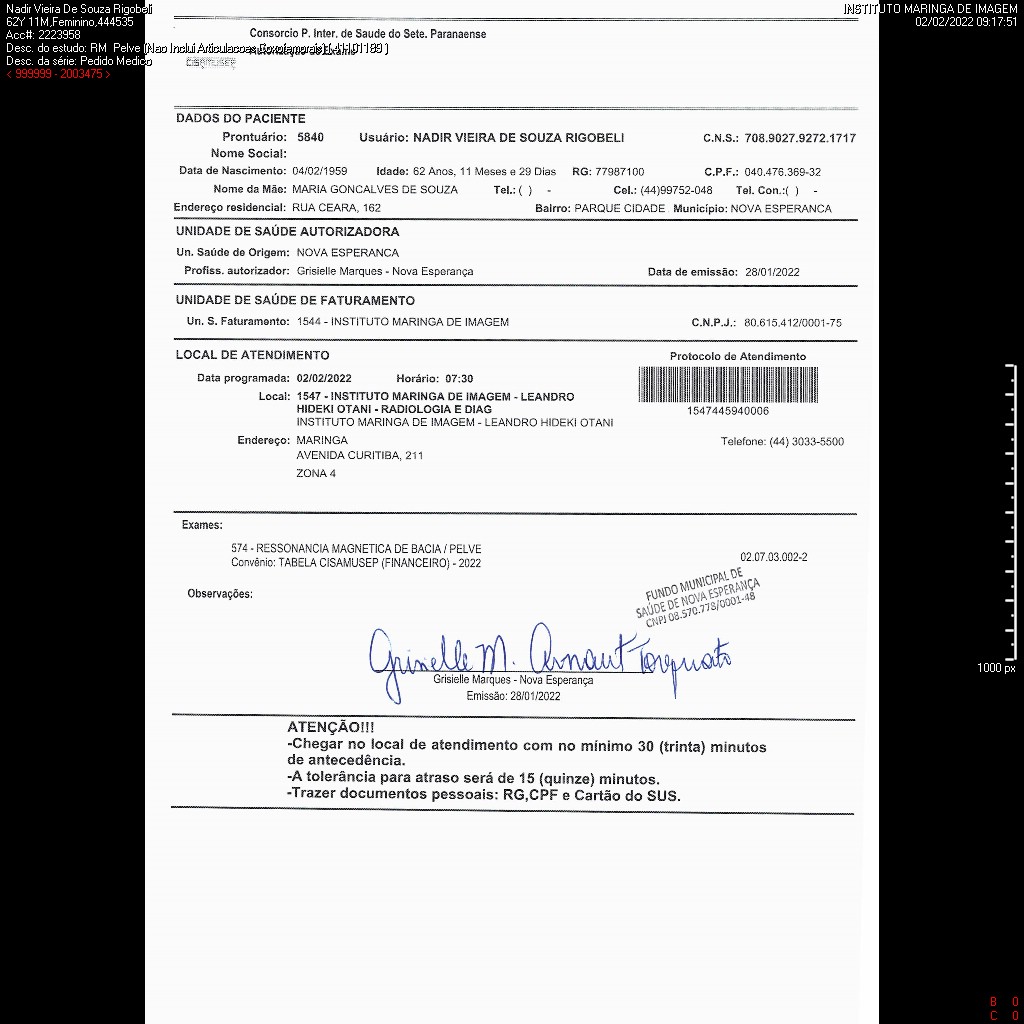 Nadir Vieira De Souza Rigobeli
62Y 11M,Feminino,444535
Acc#: 2223958
Desc. do estudo: RM Pelve (Nao Inclui Articulacoes Coxofemorais) (-41101189 )
Desc. da série: Pedido Medico
< 999999 - 2003475 >
INSTITUTO MARINGA DE IMAGEM
02/02/2022 09:17:51
Consorcio P. Inter. de Saude do Sete. Paranaense
Autorização de Exame
DADOS DO PACIENTE
Prontuário: 5840 Usuário: NADIR VIEIRA DE SOUZA RIGOBELI C.N.S.: 708.9027.9272.1717
Nome Social:
Data de Nascimento: 04/02/1959 Idade: 62 Anos, 11 Meses e 29 Dias RG: 77987100 C.P.F.: 040.476.369-32
Nome da Mãe: MARIA GONCALVES DE SOUZA Tel.: ( ) - Cel.: (44)99752-048 Tel. Con.:( ) -
Endereço residencial: RUA CEARA, 162 Bairro: PARQUE CIDADE Município: NOVA ESPERANCA
UNIDADE DE SAÚDE AUTORIZADORA
Un. Saúde de Origem: NOVA ESPERANCA
Profiss. autorizador: Grisielle Marques - Nova Esperança Data de emissão: 28/01/2022
UNIDADE DE SAÚDE DE FATURAMENTO
Un. S. Faturamento: 1544 - INSTITUTO MARINGA DE IMAGEM C.N.P.J.: 80.615.412/0001-75
LOCAL DE ATENDIMENTO Protocolo de Atendimento
Data programada: 02/02/2022 Horário: 07:30
Local: 1547 - INSTITUTO MARINGA DE IMAGEM - LEANDRO
HIDEKI OTANI - RADIOLOGIA E DIAG
1547445940006
INSTITUTO MARINGA DE IMAGEM - LEANDRO HIDEKI OTANI
Endereço: MARINGA Telefone: (44) 3033-5500
AVENIDA CURITIBA, 211
ZONA 4
Exames:
574 - RESSONANCIA MAGNETICA DE BACIA / PELVE 02.07.03.002-2
Convênio: TABELA CISAMUSEP (FINANCEIRO) - 2022
Observações:
FUNDO MUNICIPAL DE
SAÚDE DE NOVA ESPERANÇA
CNPJ 08.570.778/0001-48
Grisielle M. Arnaut Torquato
Grisielle Marques - Nova Esperança
Emissão: 28/01/2022
ATENÇÃO!!!
-Chegar no local de atendimento com no mínimo 30 (trinta) minutos
de antecedência.
-A tolerância para atraso será de 15 (quinze) minutos.
-Trazer documentos pessoais: RG,CPF e Cartão do SUS.
1000 px
B 0
C 0